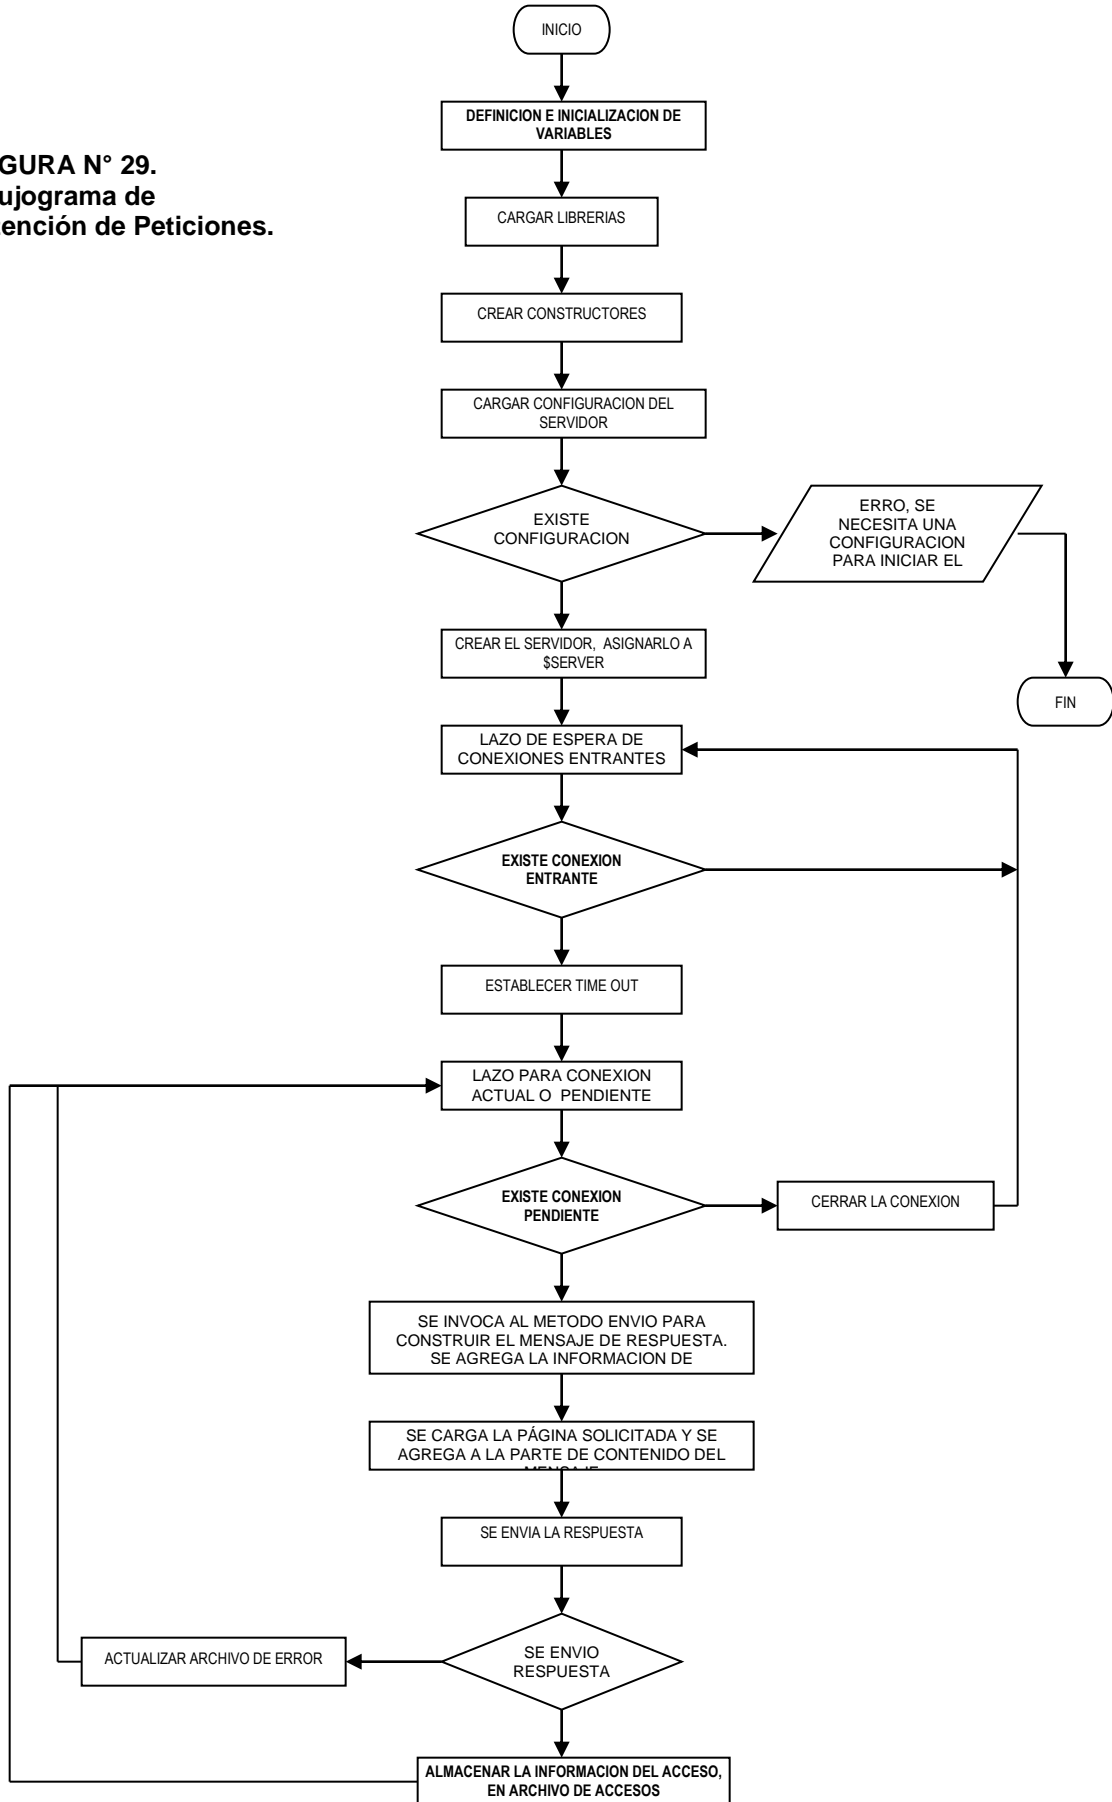 INICIO
DEFINICION E INICIALIZACION DE
VARIABLES
GURA N° 29.
ujograma de
tención de Peticiones.
CARGAR LIBRERIAS
CREAR CONSTRUCTORES
CARGAR CONFIGURACION DEL
SERVIDOR
EXISTE
CONFIGURACION
ERRO, SE
NECESITA UNA
CONFIGURACION
PARA INICIAR EL
CREAR EL SERVIDOR, ASIGNARLO A
$SERVER
FIN
LAZO DE ESPERA DE
CONEXIONES ENTRANTES
EXISTE CONEXION
ENTRANTE
ESTABLECER TIME OUT
LAZO PARA CONEXION
ACTUAL O PENDIENTE
EXISTE CONEXION
PENDIENTE
CERRAR LA CONEXION
SE INVOCA AL METODO ENVIO PARA
CONSTRUIR EL MENSAJE DE RESPUESTA.
SE AGREGA LA INFORMACION DE
SE CARGA LA PÁGINA SOLICITADA Y SE
AGREGA A LA PARTE DE CONTENIDO DEL
SE ENVIA LA RESPUESTA
SE ENVIO
RESPUESTA
ACTUALIZAR ARCHIVO DE ERROR
ALMACENAR LA INFORMACION DEL ACCESO,
EN ARCHIVO DE ACCESOS